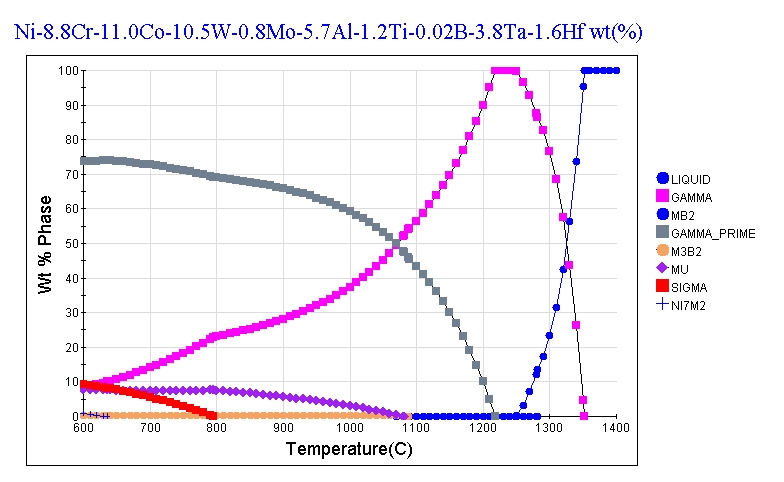 Ni-8.8Cr-11.0Co-10.5W-0.8Mo-5.7Al-1.2Ti-0.02B-3.8Ta-1.6Hf wt(%)
100
90
80
70
60
50
40
30
20
10
0
Wt % Phase
600 700 800 900 1000 1100 1200 1300 1400
Temperature(C)
LIQUID
GAMMA
MB2
GAMMA_PRIME
M3B2
MU
SIGMA
NI7M2